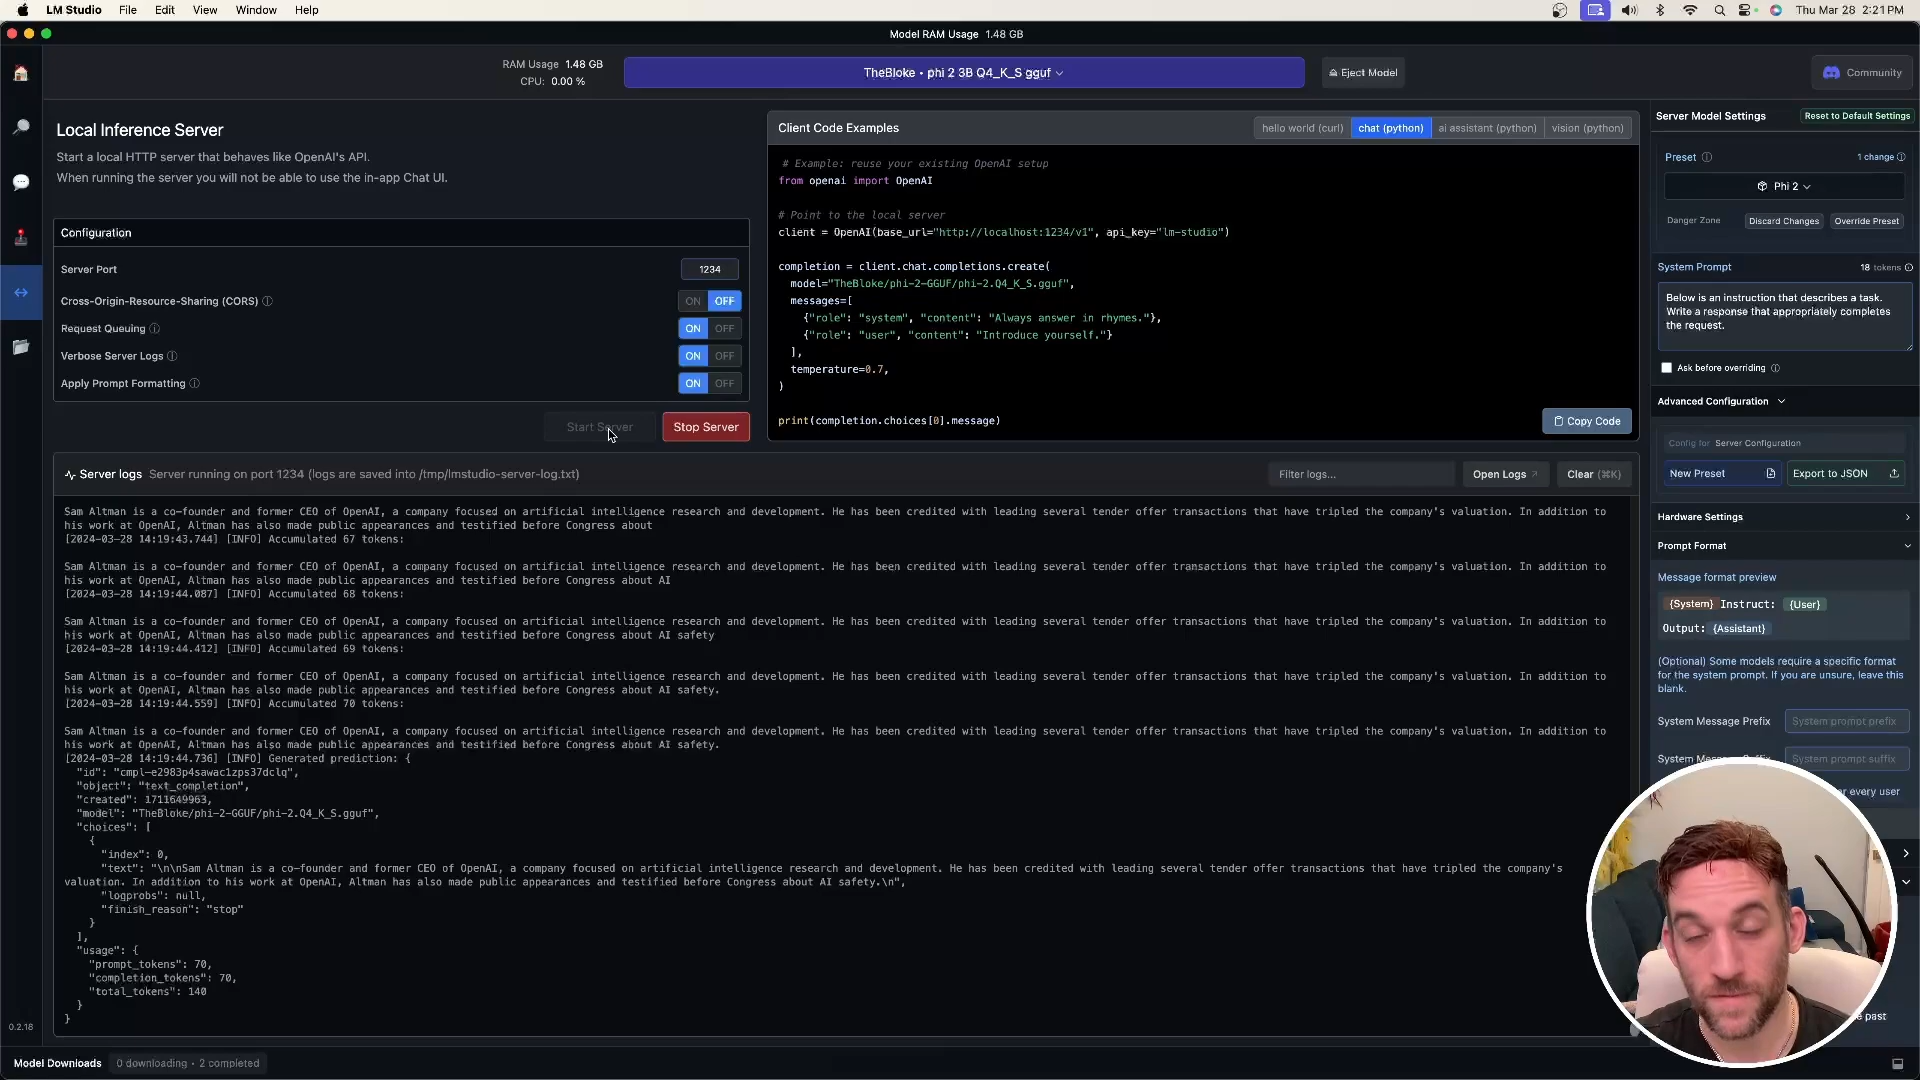 LM Studio File Edit View Window Help
Thu Mar 28 2:21 PM
Model RAM Usage 1.48 GB
RAM Usage 1.48 GB
CPU: 0.00 %
TheBloke • phi 2 3B Q4_K_S gguf
Eject Model
Community
Local Inference Server
Start a local HTTP server that behaves like OpenAI's API.
When running the server you will not be able to use the in-app Chat UI.
Configuration
Server Port 1234
Cross-Origin-Resource-Sharing (CORS) ON OFF
Request Queuing ON OFF
Verbose Server Logs ON OFF
Apply Prompt Formatting ON OFF
Start Server Stop Server
Client Code Examples
hello world (curl) chat (python) ai assistant (python) vision (python)
# Example: reuse your existing OpenAI setup
from openai import OpenAI
# Point to the local server
client = OpenAI(base_url="http://localhost:1234/v1", api_key="lm-studio")
completion = client.chat.completions.create(
model="TheBloke/phi-2-GGUF/phi-2.Q4_K_S.gguf",
messages=[
{"role": "system", "content": "Always answer in rhymes."},
{"role": "user", "content": "Introduce yourself."}
],
temperature=0.7,
)
print(completion.choices[0].message)
Copy Code
Server logs Server running on port 1234 (logs are saved into /tmp/lmstudio-server-log.txt)
Filter logs...
Open Logs
Clear (⌘K)
Sam Altman is a co-founder and former CEO of OpenAI, a company focused on artificial intelligence research and development. He has been credited with leading several tender offer transactions that have tripled the company's valuation. In addition to
his work at OpenAI, Altman has also made public appearances and testified before Congress about
[2024-03-28 14:19:43.744] [INFO] Accumulated 67 tokens:
Sam Altman is a co-founder and former CEO of OpenAI, a company focused on artificial intelligence research and development. He has been credited with leading several tender offer transactions that have tripled the company's valuation. In addition to
his work at OpenAI, Altman has also made public appearances and testified before Congress about AI
[2024-03-28 14:19:44.087] [INFO] Accumulated 68 tokens:
Sam Altman is a co-founder and former CEO of OpenAI, a company focused on artificial intelligence research and development. He has been credited with leading several tender offer transactions that have tripled the company's valuation. In addition to
his work at OpenAI, Altman has also made public appearances and testified before Congress about AI safety
[2024-03-28 14:19:44.412] [INFO] Accumulated 69 tokens:
Sam Altman is a co-founder and former CEO of OpenAI, a company focused on artificial intelligence research and development. He has been credited with leading several tender offer transactions that have tripled the company's valuation. In addition to
his work at OpenAI, Altman has also made public appearances and testified before Congress about AI safety.
[2024-03-28 14:19:44.559] [INFO] Accumulated 70 tokens:
Sam Altman is a co-founder and former CEO of OpenAI, a company focused on artificial intelligence research and development. He has been credited with leading several tender offer transactions that have tripled the company's valuation. In addition to
his work at OpenAI, Altman has also made public appearances and testified before Congress about AI safety.
[2024-03-28 14:19:44.736] [INFO] Generated prediction: {
"id": "cmpl-e2983p4sawac1zps37dclq",
"object": "text_completion",
"created": 1711649963,
"model": "TheBloke/phi-2-GGUF/phi-2.Q4_K_S.gguf",
"choices": [
{
"index": 0,
"text": "\n\nSam Altman is a co-founder and former CEO of OpenAI, a company focused on artificial intelligence research and development. He has been credited with leading several tender offer transactions that have tripled the company's
valuation. In addition to his work at OpenAI, Altman has also made public appearances and testified before Congress about AI safety.\n",
"logprobs": null,
"finish_reason": "stop"
}
],
"usage": {
"prompt_tokens": 70,
"completion_tokens": 70,
"total_tokens": 140
}
}
Server Model Settings
Reset to Default Settings
Preset 1 change
Phi 2
Danger Zone Discard Changes Override Preset
System Prompt 18 tokens
Below is an instruction that describes a task.
Write a response that appropriately completes
the request.
Ask before overriding
Advanced Configuration
Config for Server Configuration
New Preset Export to JSON
Hardware Settings
Prompt Format
Message format preview
{System} Instruct: {User}
Output: {Assistant}
(Optional) Some models require a specific format
for the system prompt. If you are unsure, leave this
blank.
System Message Prefix System prompt prefix
System prompt suffix
every user
past
0.2.18
Model Downloads 0 downloading • 2 completed